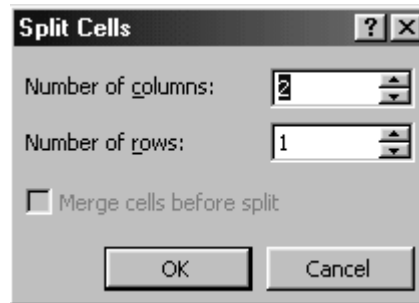 Split Cells
Number of columns: 2
Number of rows: 1
Merge cells before split
OK Cancel